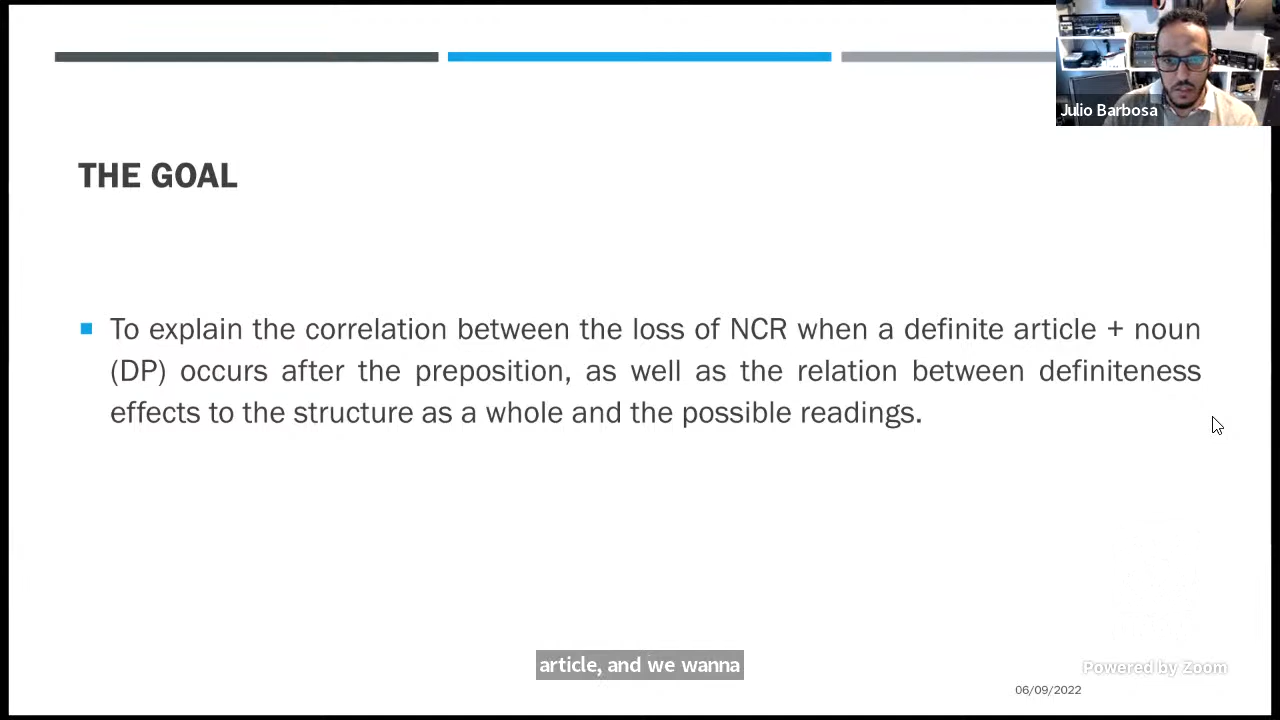 Julio Barbosa
THE GOAL
To explain the correlation between the loss of NCR when a definite article + noun
(DP) occurs after the preposition, as well as the relation between definiteness
effects to the structure as a whole and the possible readings.
article, and we wanna
Powered by Zoom
06/09/2022